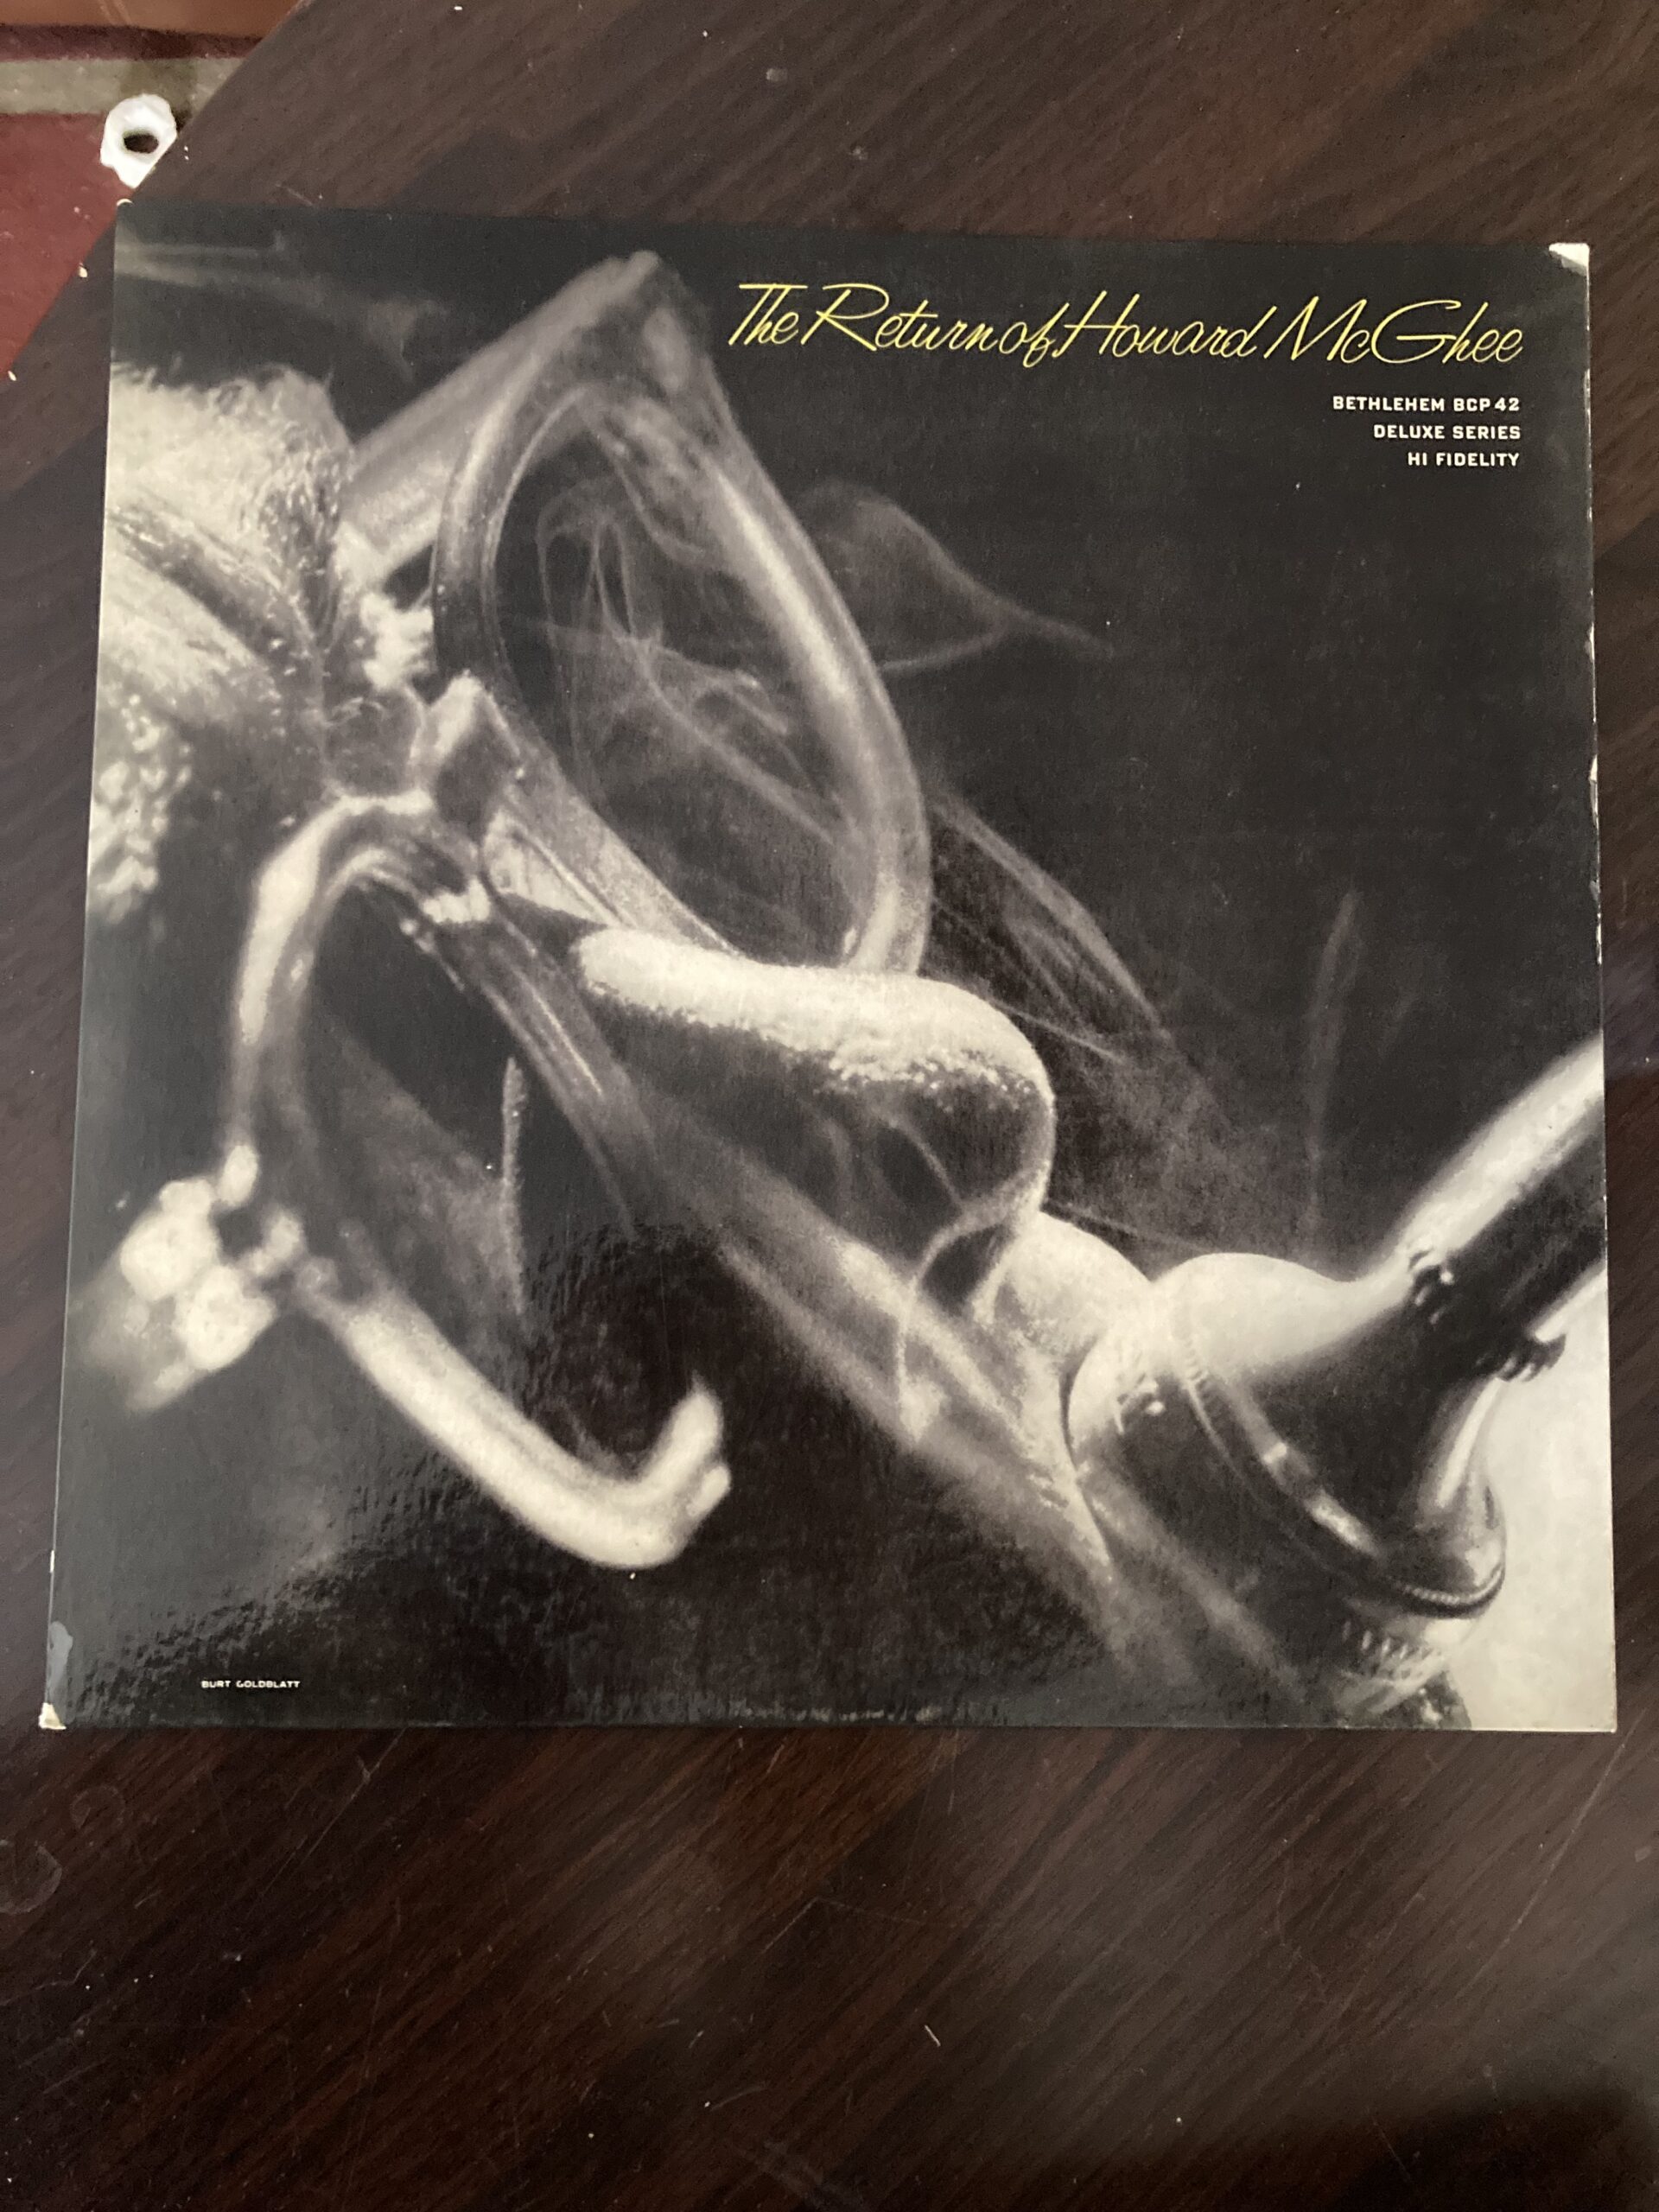 The Return of Howard McGhee
BETHLEHEM BCP 42
DELUXE SERIES
HI FIDELITY
BURT GOLDBLATT